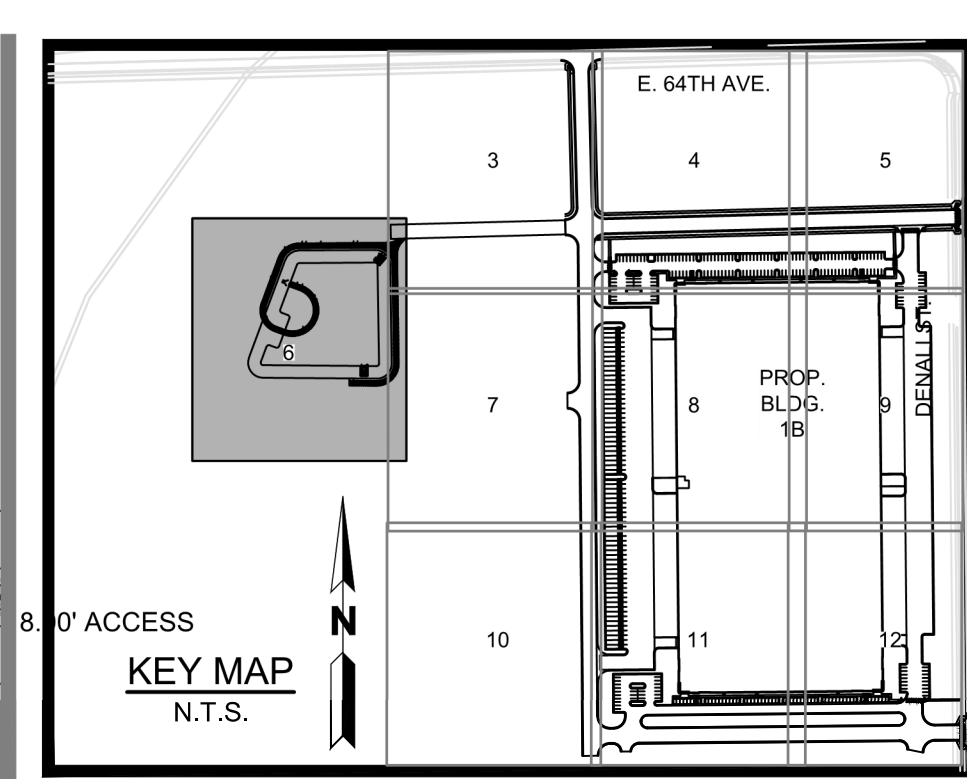 E. 64TH AVE.
3
4
5
6
7
8
PROP.
BLDG.
1B
9
DENALI ST.
8.00' ACCESS
N
KEY MAP
N.T.S.
10
11
12